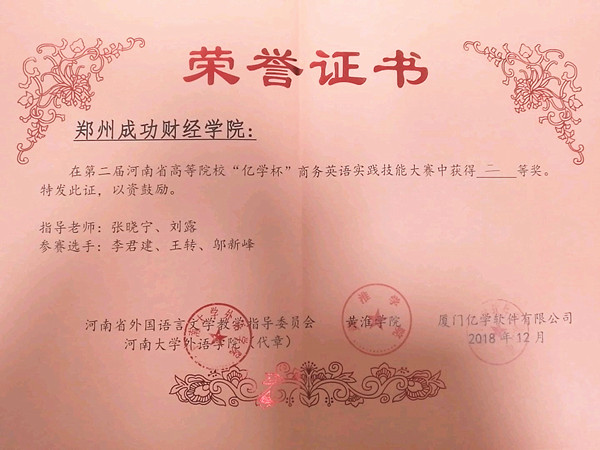 荣誉证书
郑州成功财经学院：
在第二届河南省高等院校“亿学杯”商务英语实践技能大赛中获得 二 等奖。
特发此证，以资鼓励。
指导老师：张晓宁、刘露
参赛选手：李君建、王转、邬新峰
河南省外国语言文学教学指导委员会 黄淮学院 厦门亿学软件有限公司
河南大学外语学院（代章） 2018年12月